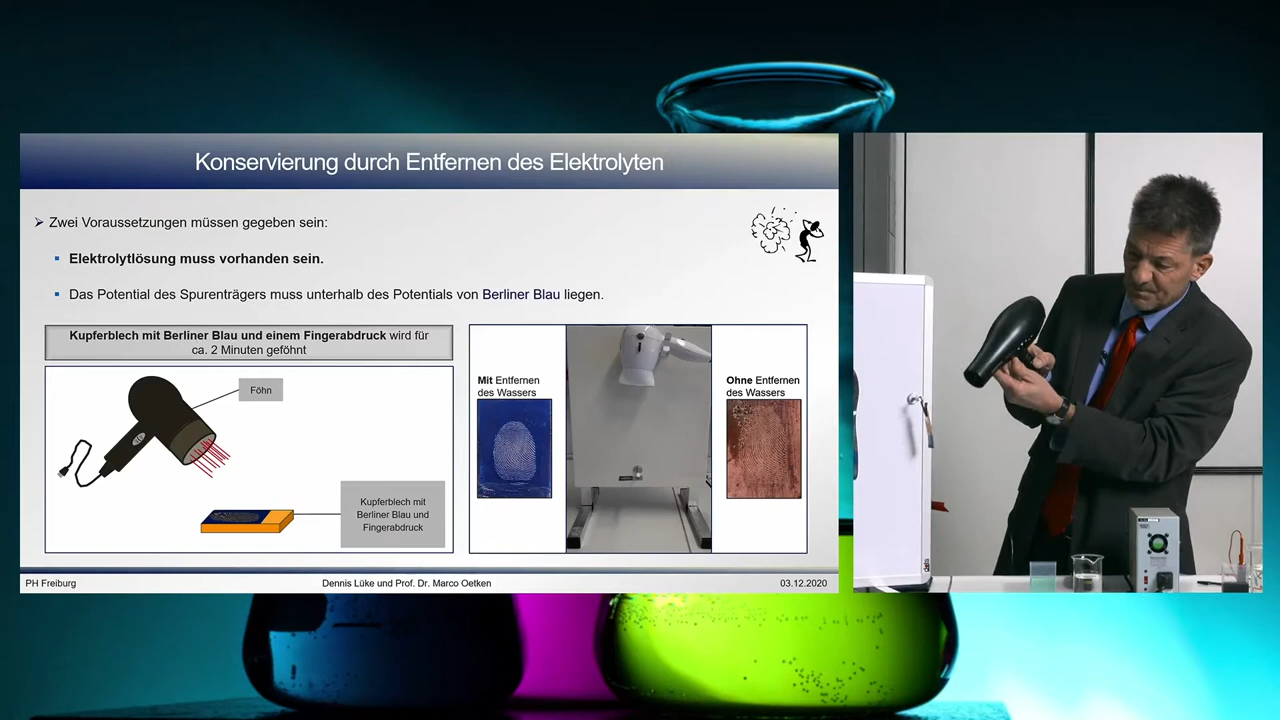 Konservierung durch Entfernen des Elektrolyten
Zwei Voraussetzungen müssen gegeben sein:
Elektrolytlösung muss vorhanden sein.
Das Potential des Spurenträgers muss unterhalb des Potentials von Berliner Blau liegen.
Kupferblech mit Berliner Blau und einem Fingerabdruck wird für
ca. 2 Minuten geföhnt
Föhn
Kupferblech mit
Berliner Blau und
Fingerabdruck
Mit Entfernen
des Wassers
Ohne Entfernen
des Wassers
PH Freiburg
Dennis Lüke und Prof. Dr. Marco Oetken
03.12.2020